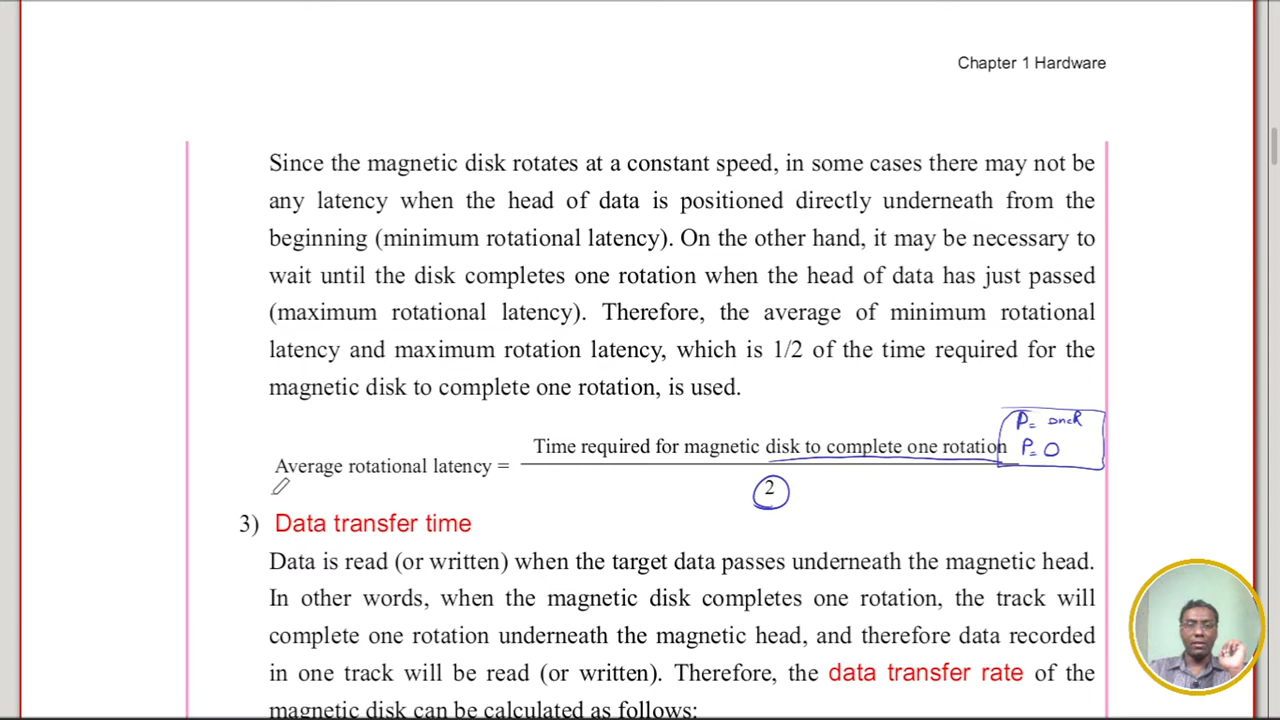 Chapter 1 Hardware
Since the magnetic disk rotates at a constant speed, in some cases there may not be
any latency when the head of data is positioned directly underneath from the
beginning (minimum rotational latency). On the other hand, it may be necessary to
wait until the disk completes one rotation when the head of data has just passed
(maximum rotational latency). Therefore, the average of minimum rotational
latency and maximum rotation latency, which is 1/2 of the time required for the
magnetic disk to complete one rotation, is used.
P=
P= 0
Time required for magnetic disk to complete one rotation
Average rotational latency =
2
3) Data transfer time
Data is read (or written) when the target data passes underneath the magnetic head.
In other words, when the magnetic disk completes one rotation, the track will
complete one rotation underneath the magnetic head, and therefore data recorded
in one track will be read (or written). Therefore, the data transfer rate of the
magnetic disk can be calculated as follows: